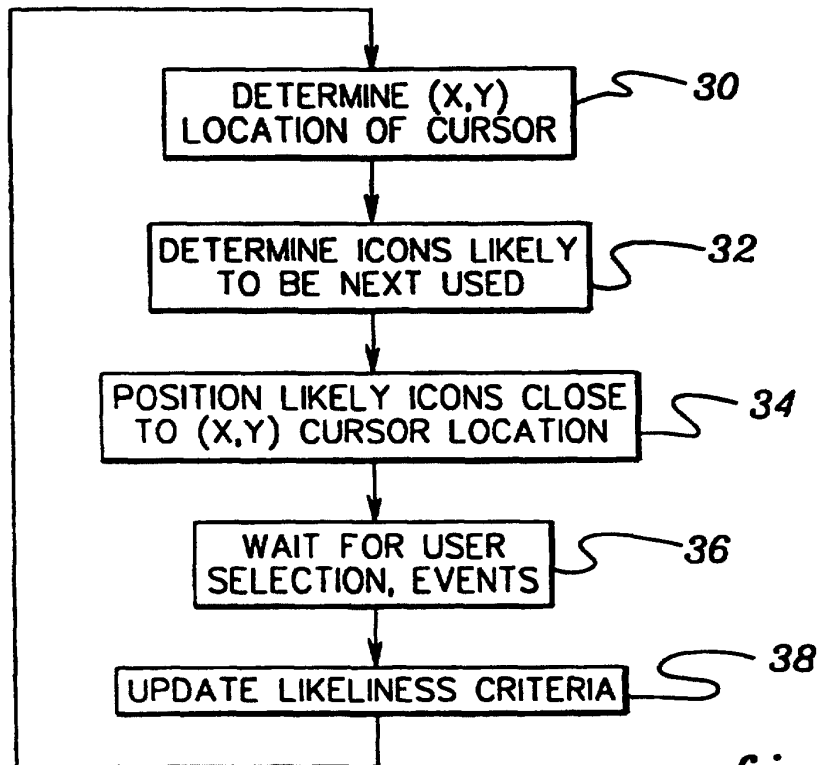 DETERMINE (X,Y)
LOCATION OF CURSOR
30
DETERMINE ICONS LIKELY
TO BE NEXT USED
32
POSITION LIKELY ICONS CLOSE
TO (X,Y) CURSOR LOCATION
34
WAIT FOR USER
SELECTION, EVENTS
36
UPDATE LIKELINESS CRITERIA
38